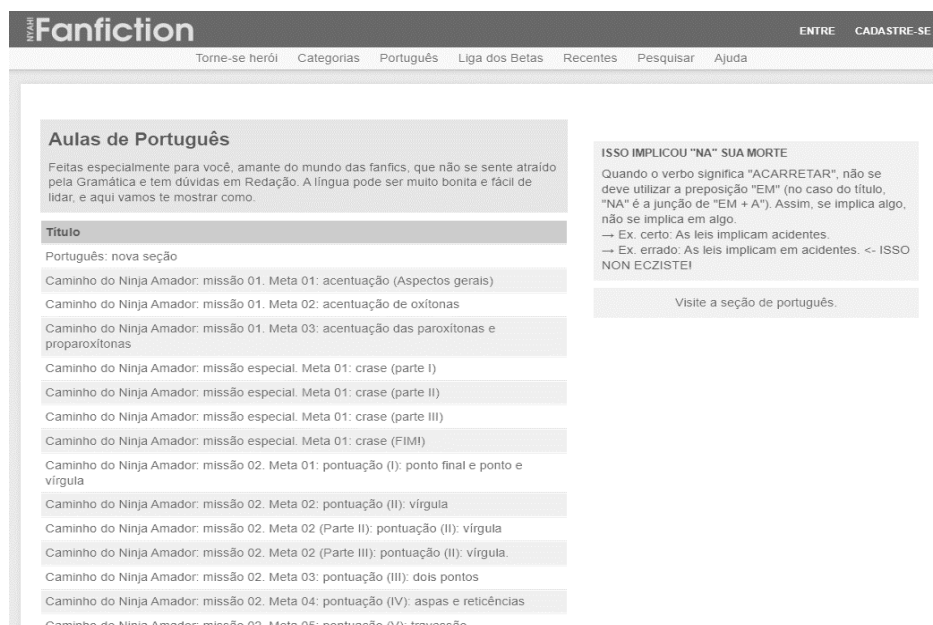 NYAH!
Fanfiction
ENTRE CADASTRE-SE
Torne-se herói Categorias Português Liga dos Betas Recentes Pesquisar Ajuda
Aulas de Português
Feitas especialmente para você, amante do mundo das fanfics, que não se sente atraído
pela Gramática e tem dúvidas em Redação. A língua pode ser muito bonita e fácil de
lidar, e aqui vamos te mostrar como.
Título
Português: nova seção
Caminho do Ninja Amador: missão 01. Meta 01: acentuação (Aspectos gerais)
Caminho do Ninja Amador: missão 01. Meta 02: acentuação de oxítonas
Caminho do Ninja Amador: missão 01. Meta 03: acentuação das paroxítonas e
proparoxítonas
Caminho do Ninja Amador: missão especial. Meta 01: crase (parte I)
Caminho do Ninja Amador: missão especial. Meta 01: crase (parte II)
Caminho do Ninja Amador: missão especial. Meta 01: crase (parte III)
Caminho do Ninja Amador: missão especial. Meta 01: crase (FIM!)
Caminho do Ninja Amador: missão 02. Meta 01: pontuação (I): ponto final e ponto e
vírgula
Caminho do Ninja Amador: missão 02. Meta 02: pontuação (II): vírgula
Caminho do Ninja Amador: missão 02. Meta 02 (Parte II): pontuação (II): vírgula
Caminho do Ninja Amador: missão 02. Meta 02 (Parte III): pontuação (II): vírgula.
Caminho do Ninja Amador: missão 02. Meta 03: pontuação (III): dois pontos
Caminho do Ninja Amador: missão 02. Meta 04: pontuação (IV): aspas e reticências
Caminho do Ninja Amador: missão 02. Meta 05: pontuação (V): travessão
ISSO IMPLICOU "NA" SUA MORTE
Quando o verbo significa "ACARRETAR", não se
deve utilizar a preposição "EM" (no caso do título,
"NA" é a junção de "EM + A"). Assim, se implica algo,
não se implica em algo.
→ Ex. certo: As leis implicam acidentes.
→ Ex. errado: As leis implicam em acidentes. <- ISSO
NON ECZISTE!
Visite a seção de português.